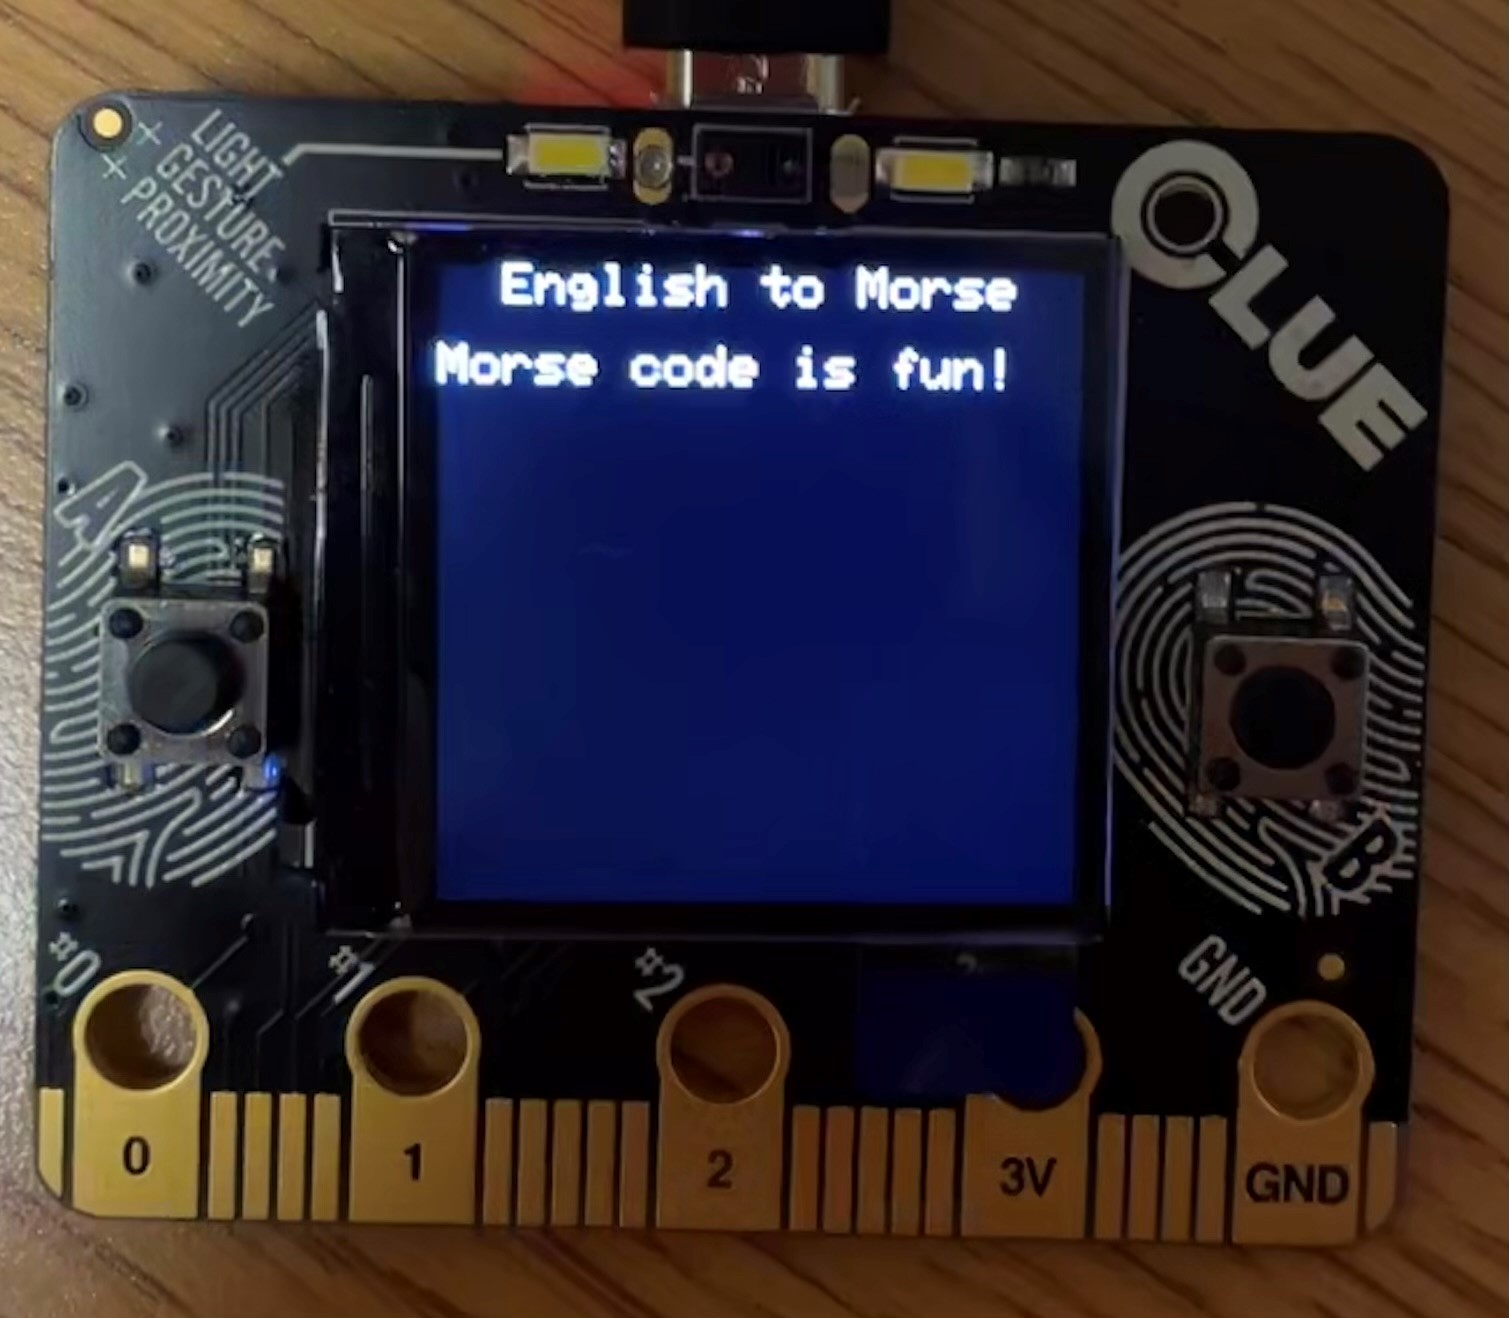 LIGHT
+ GESTURE
+ PROXIMITY
CLUE
English to Morse
Morse code is fun!
A
B
#0
#1
#2
GND
0
1
2
3V
GND